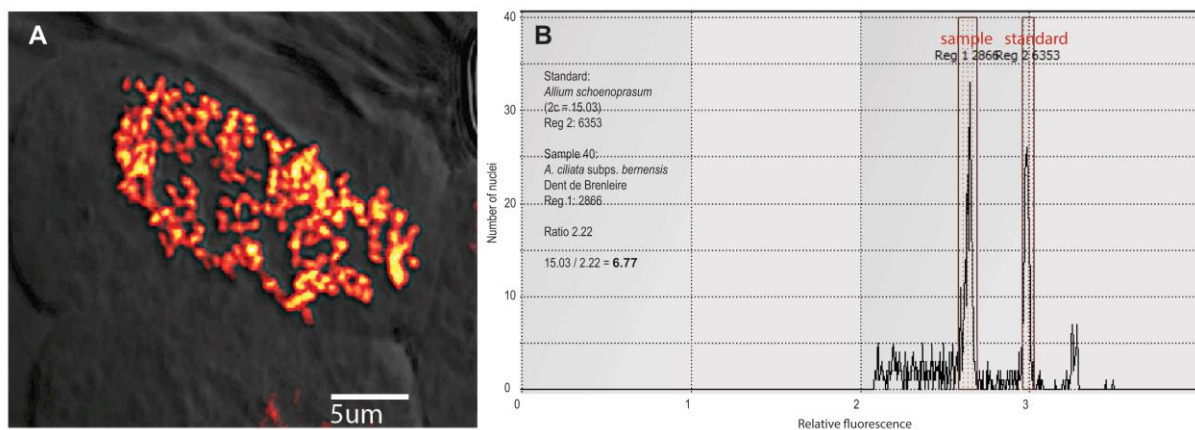 A
5um
B
sample standard
Reg 1 2866 Reg 2 6353
Standard:
Allium schoenoprasum
(2c = 15.03)
Reg 2: 6353
Sample 40:
A. ciliata subps. bernensis
Dent de Brenleire
Reg 1: 2866
Ratio 2.22
15.03 / 2.22 = 6.77
Number of nuclei
40
30
20
10
0
0 1 2 3
Relative fluorescence